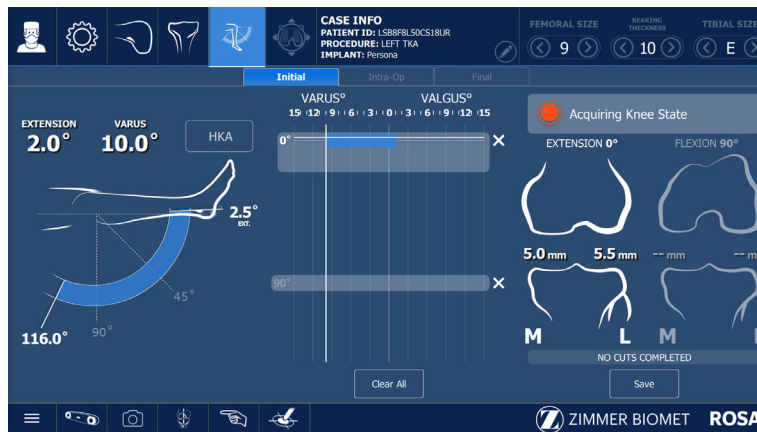 CASE INFO
PATIENT ID: LSB8F8L50CS18UR
PROCEDURE: LEFT TKA
IMPLANT: Persona
FEMORAL SIZE
9
BEARING
THICKNESS
10
TIBIAL SIZE
E
Initial
Intra-Op
Final
EXTENSION
2.0°
VARUS
10.0°
HKA
2.5°
EXT.
45°
90°
116.0°
VARUS° VALGUS°
15 12 9 6 3 0 3 6 9 12 15
0°
90°
Clear All
Acquiring Knee State
EXTENSION 0°
FLEXION 90°
5.0 mm 5.5 mm -- mm -- m
M L M
NO CUTS COMPLETED
Save
ZIMMER BIOMET
ROSA